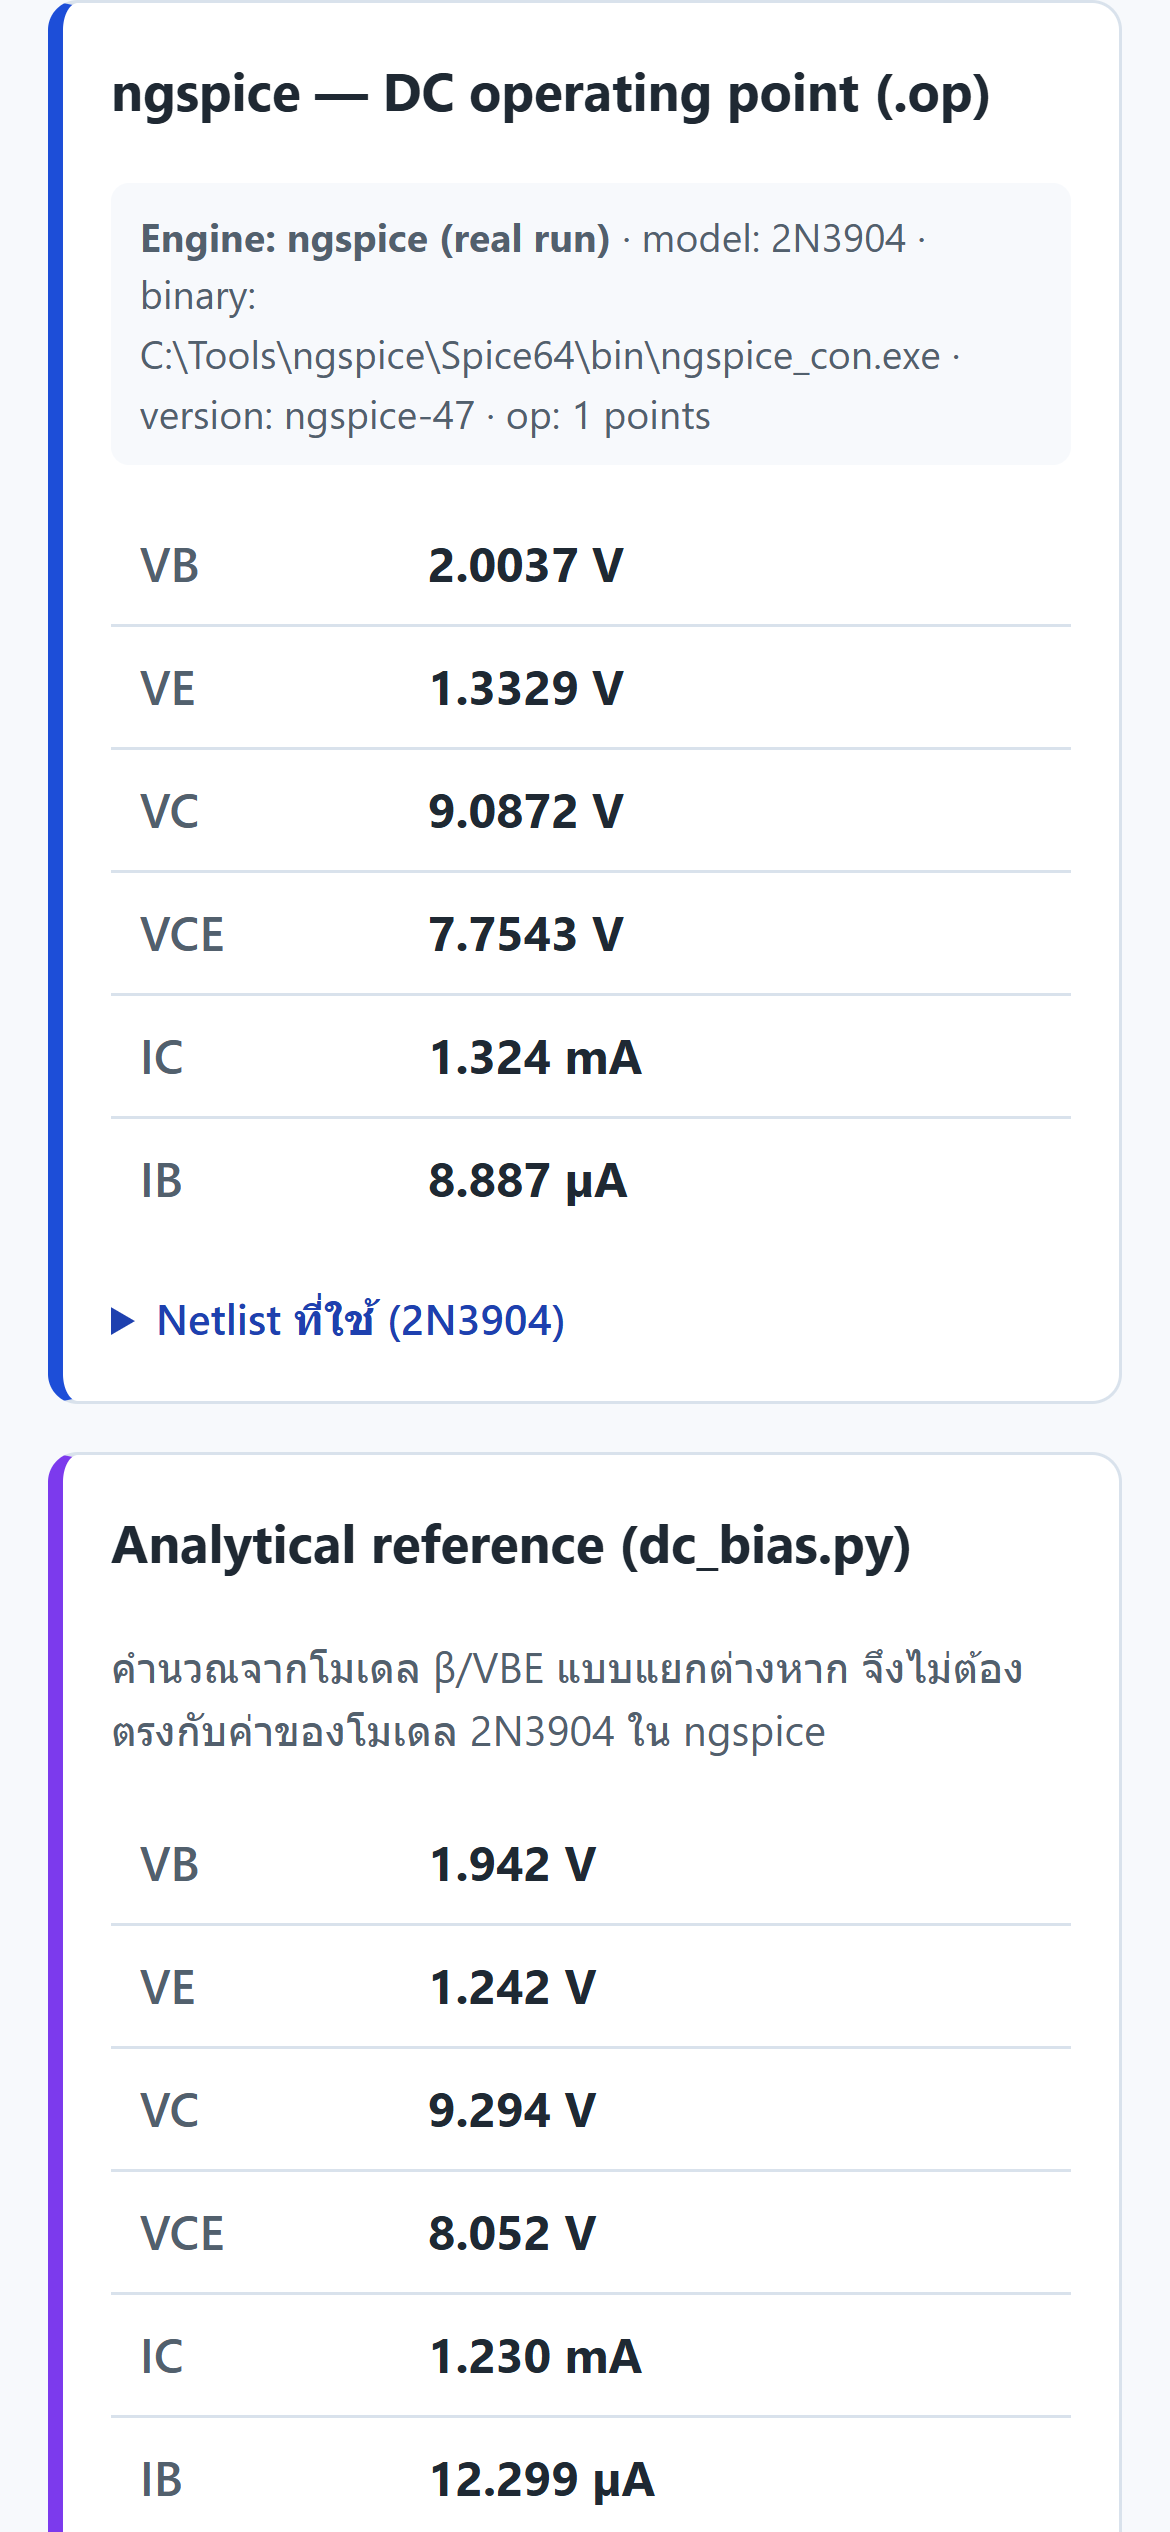 ngspice — DC operating point (.op)
Engine: ngspice (real run) · model: 2N3904 ·
binary:
C:\Tools\ngspice\Spice64\bin\ngspice_con.exe ·
version: ngspice-47 · op: 1 points
VB 2.0037 V
VE 1.3329 V
VC 9.0872 V
VCE 7.7543 V
IC 1.324 mA
IB 8.887 µA
▶ Netlist ที่ใช้ (2N3904)
Analytical reference (dc_bias.py)
คำนวณจากโมเดล β/VBE แบบแยกต่างหาก จึงไม่ต้อง
ตรงกับค่าของโมเดล 2N3904 ใน ngspice
VB 1.942 V
VE 1.242 V
VC 9.294 V
VCE 8.052 V
IC 1.230 mA
IB 12.299 µA